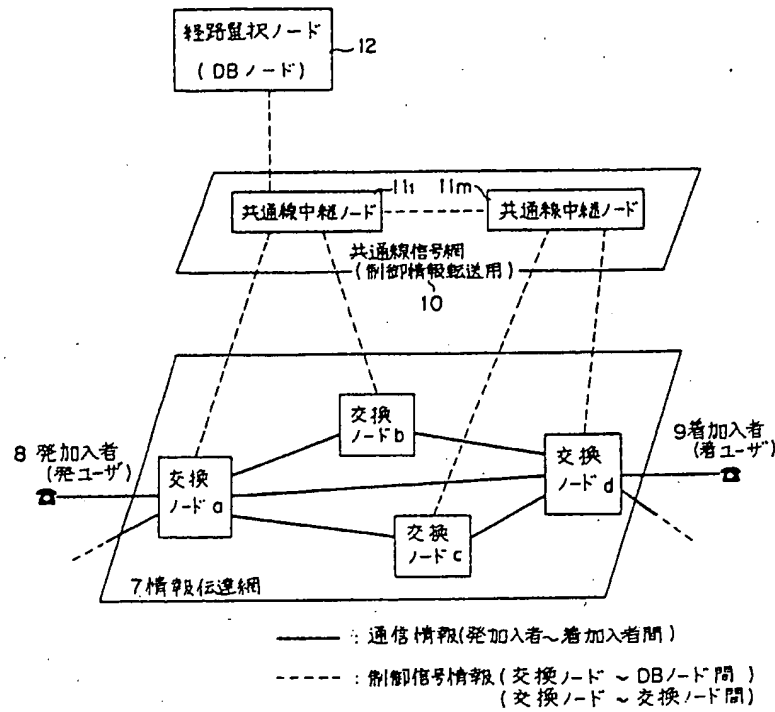 経路選択ノード
(DBノード)
12
11₁ 11m
共通線中継ノード
共通線中継ノード
共通線信号網
(制御情報転送用)
10
8 発加入者
(発ユーザ)
交換
ノードb
9着加入者
(着ユーザ)
交換
ノードa
交換
ノードd
交換
ノードc
7情報伝達網
:通信情報(発加入者~着加入者間)
:制御信号情報(交換ノード~DBノード間)
(交換ノード~交換ノード間)